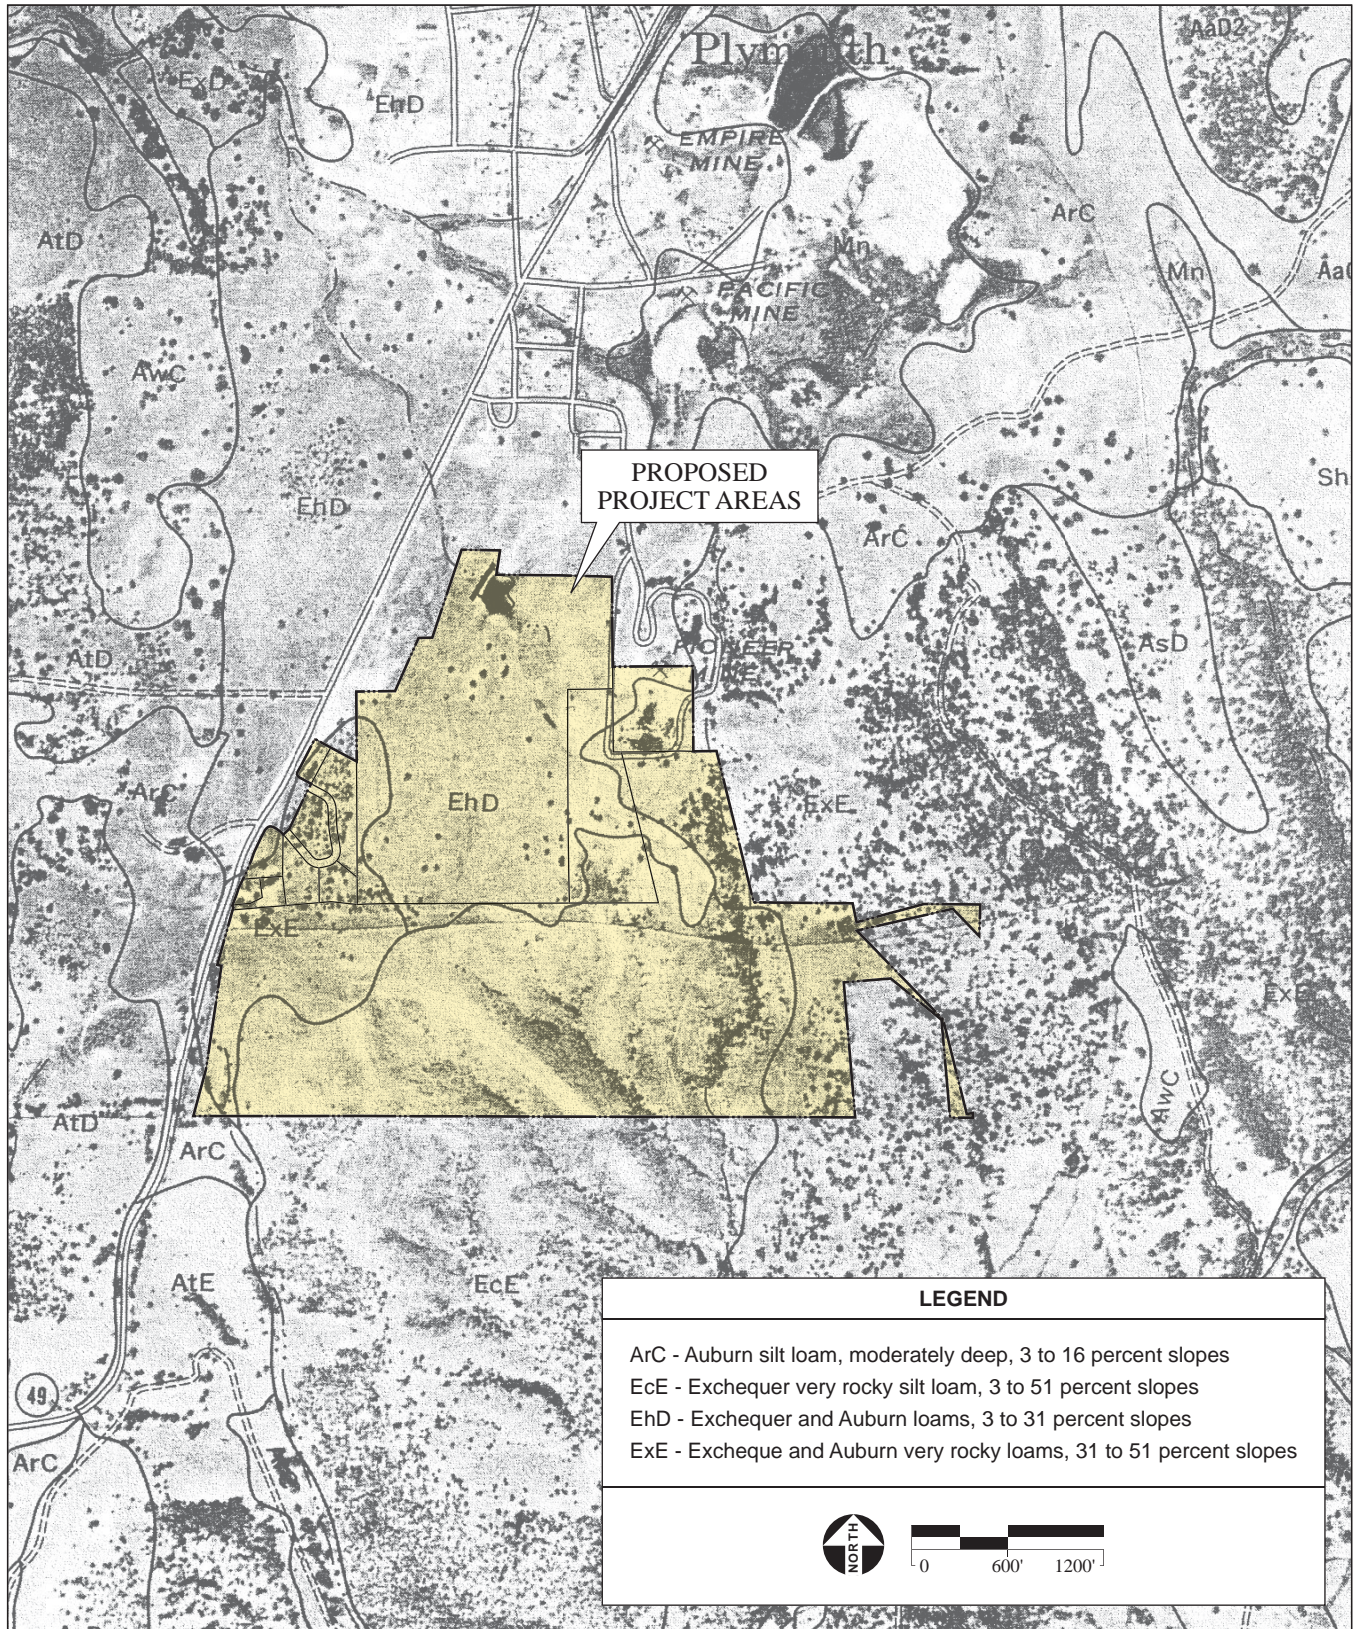 Plymouth
AaD2
ExD
EhD
EMPIRE
MINE
ArC
AtD
Mn
Mn
PACIFIC
MINE
AwC
PROPOSED
PROJECT AREAS
Sh
EhD
ArC
AtD
PIONEER
AsD
ArC
EhD
ExE
ExE
ExE
AwC
AtD
ArC
AtE
EcE
49
ArC
LEGEND
ArC - Auburn silt loam, moderately deep, 3 to 16 percent slopes
EcE - Exchequer very rocky silt loam, 3 to 51 percent slopes
EhD - Exchequer and Auburn loams, 3 to 31 percent slopes
ExE - Excheque and Auburn very rocky loams, 31 to 51 percent slopes
NORTH
0 600' 1200'